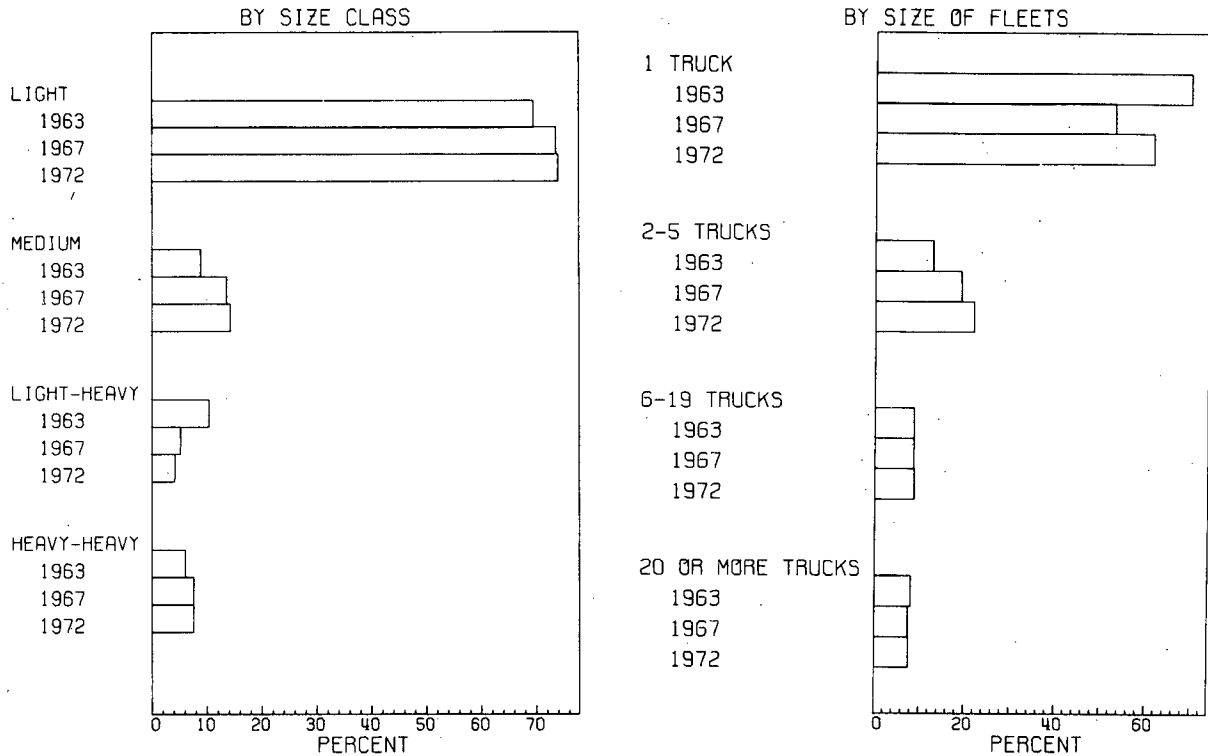 BY SIZE CLASS
LIGHT
1963
1967
1972
MEDIUM
1963
1967
1972
LIGHT-HEAVY
1963
1967
1972
HEAVY-HEAVY
1963
1967
1972
0 10 20 30 40 50 60 70
PERCENT
BY SIZE OF FLEETS
1 TRUCK
1963
1967
1972
2-5 TRUCKS
1963
1967
1972
6-19 TRUCKS
1963
1967
1972
20 OR MORE TRUCKS
1963
1967
1972
0 20 40 60
PERCENT